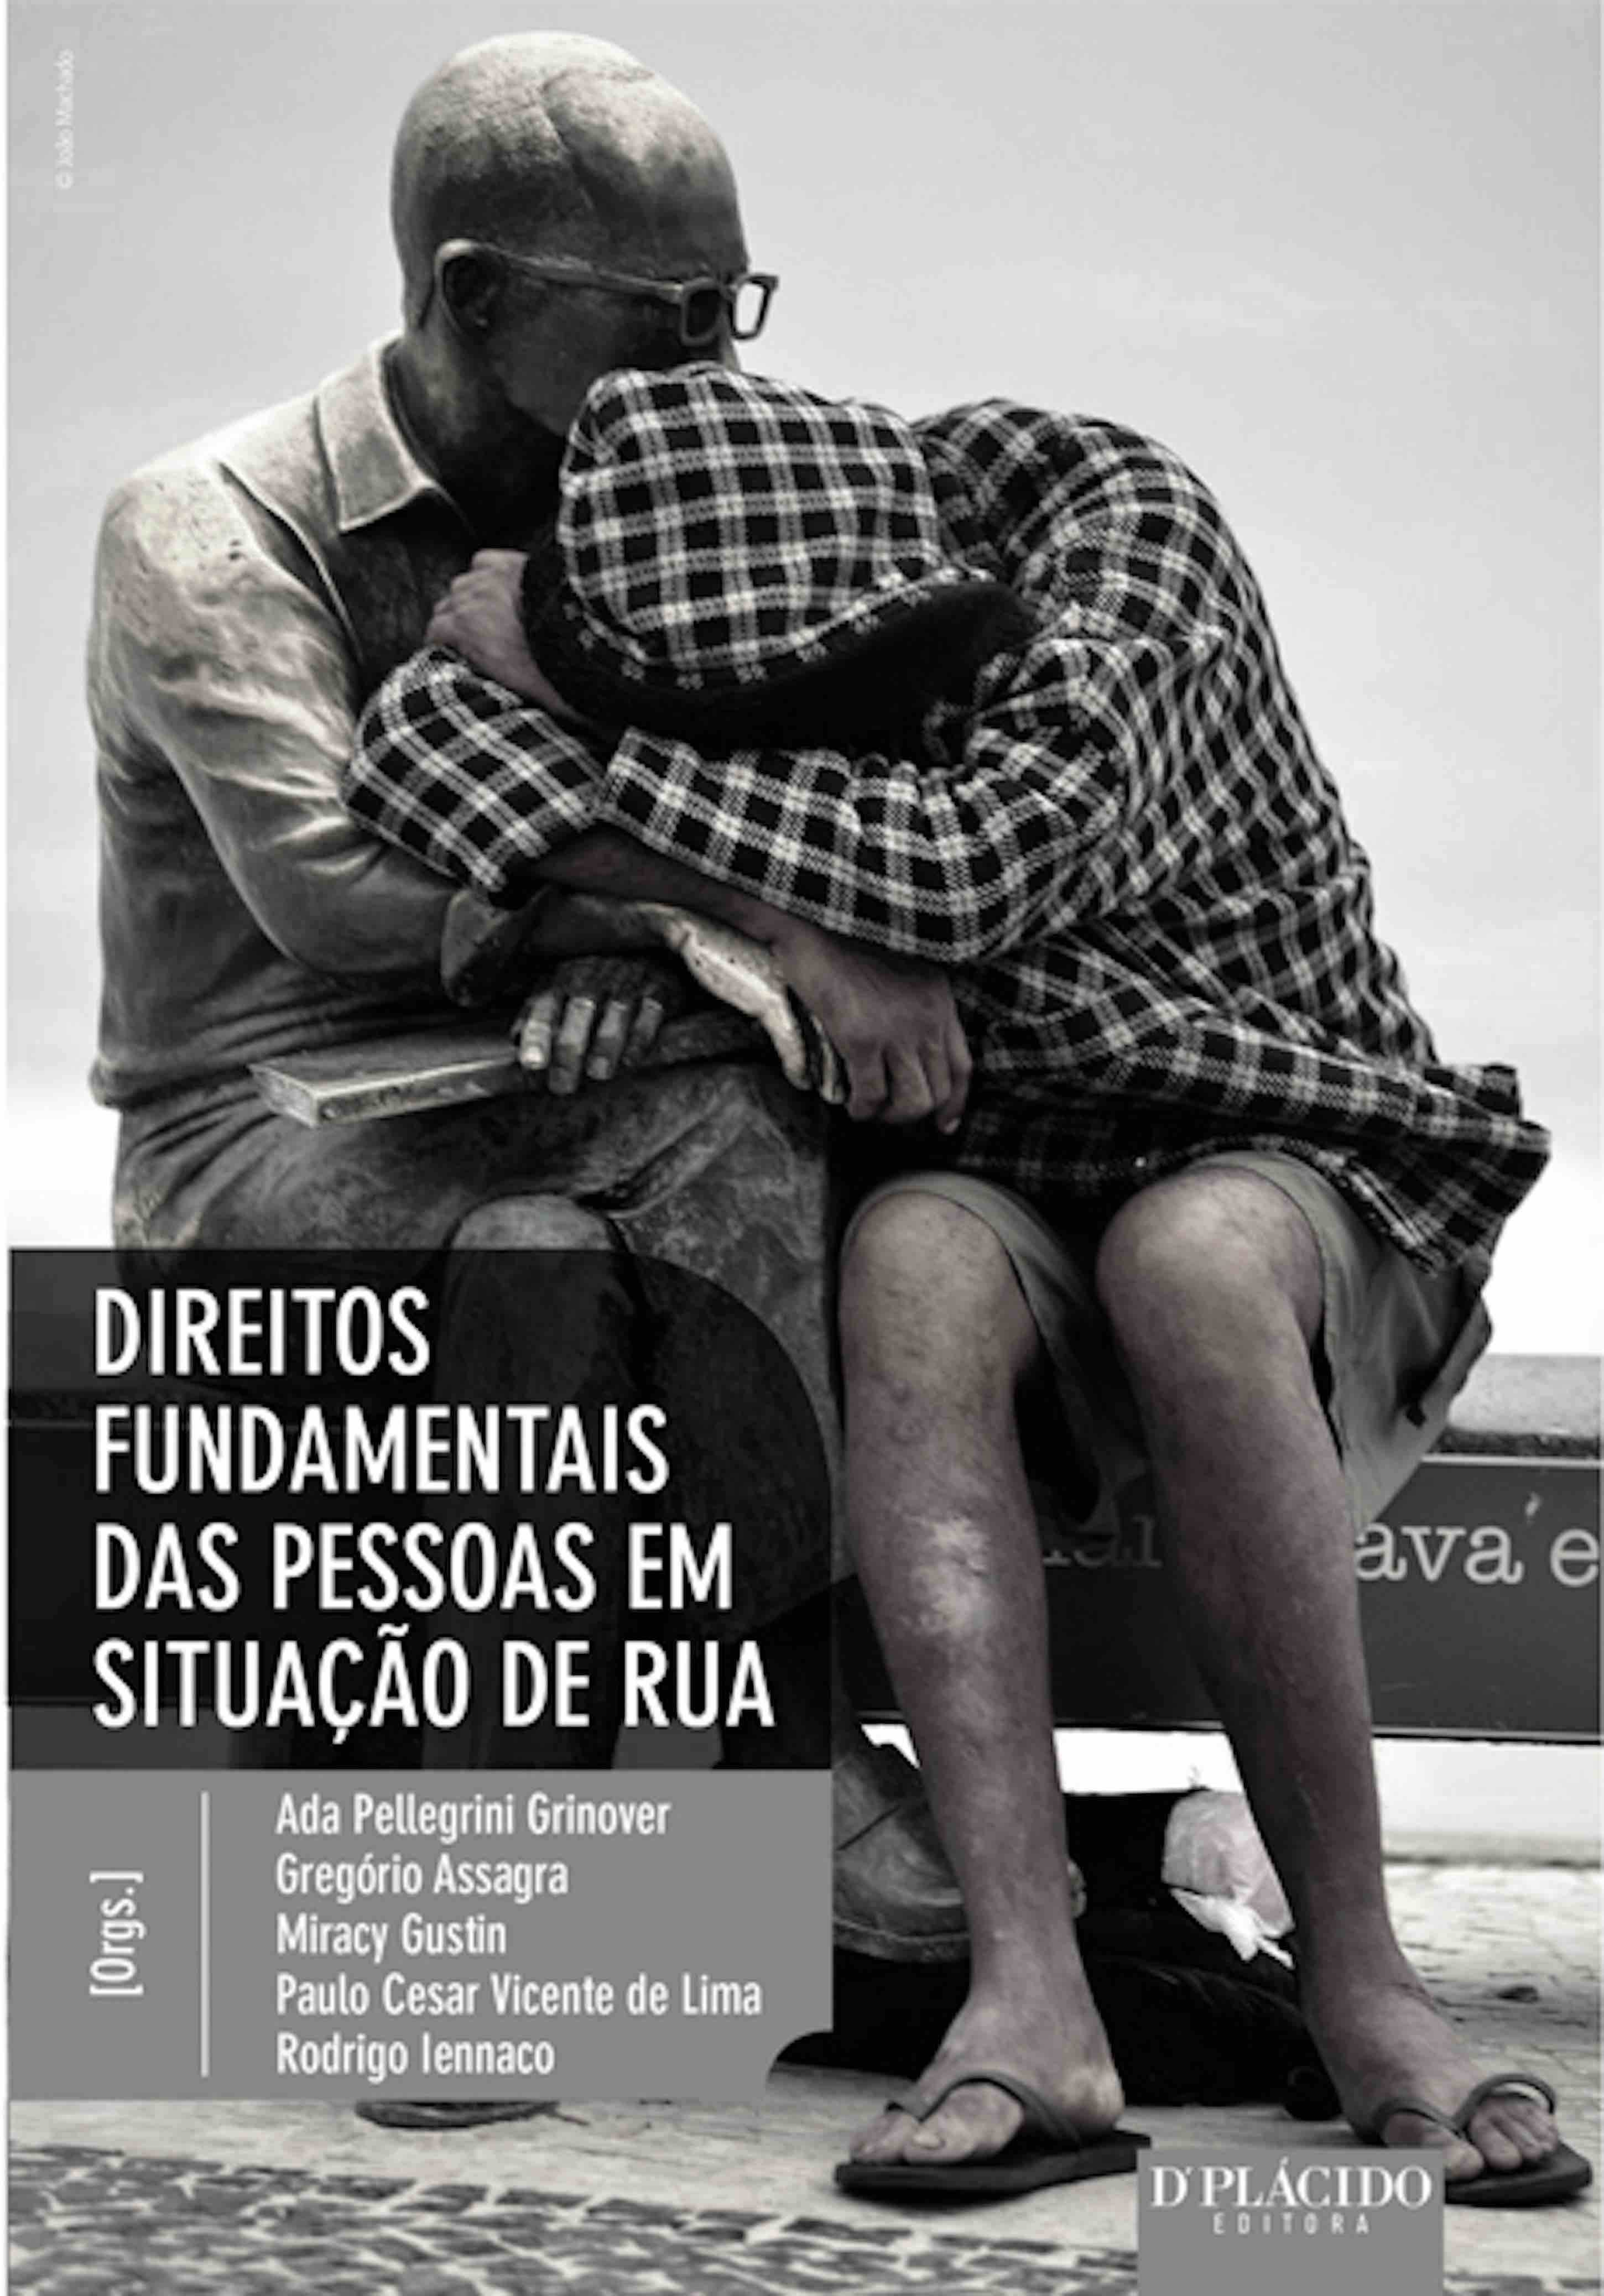 © João Machado
ava e
DIREITOS
FUNDAMENTAIS
DAS PESSOAS EM
SITUAÇÃO DE RUA
[Orgs.]
Ada Pellegrini Grinover
Gregório Assagra
Miracy Gustin
Paulo Cesar Vicente de Lima
Rodrigo Iennaco
D'PLÁCIDO
EDITORA